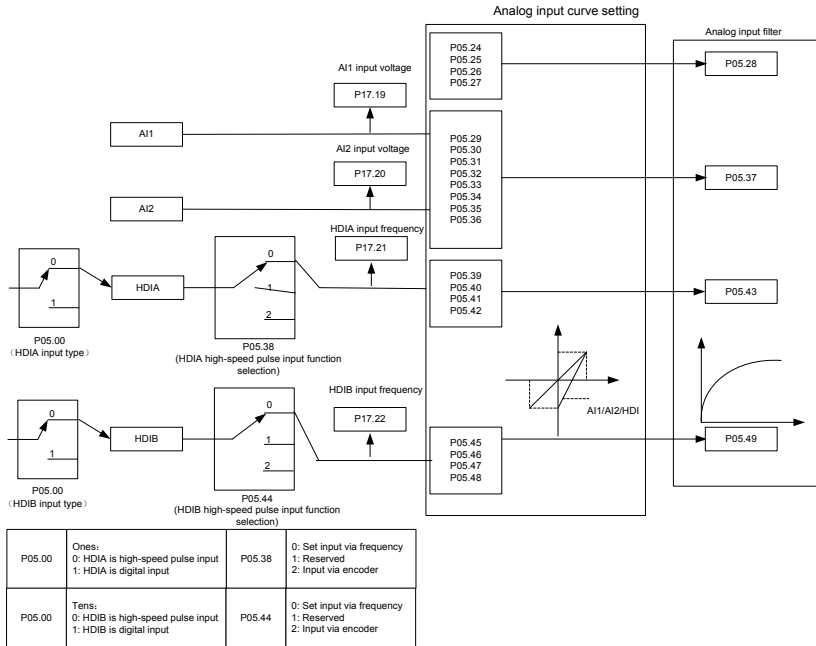 Analog input curve setting
Analog input filter
P05.24
P05.25
P05.26
P05.27
P05.28
AI1 input voltage
P17.19
AI1
AI2 input voltage
P17.20
AI2
P05.29
P05.30
P05.31
P05.32
P05.33
P05.34
P05.35
P05.36
P05.37
HDIA input frequency
P17.21
0
1
P05.00
（HDIA input type）
HDIA
0
1
2
P05.38
(HDIA high-speed pulse input function
selection)
P05.39
P05.40
P05.41
P05.42
P05.43
AI1/AI2/HDI
HDIB input frequency
P17.22
0
1
P05.00
（HDIB input type）
HDIB
0
1
2
P05.44
(HDIB high-speed pulse input function
selection)
P05.45
P05.46
P05.47
P05.48
P05.49
P05.00
Ones：
0: HDIA is high-speed pulse input
1: HDIA is digital input
P05.38
0: Set input via frequency
1: Reserved
2: Input via encoder
P05.00
Tens：
0: HDIB is high-speed pulse input
1: HDIB is digital input
P05.44
0: Set input via frequency
1: Reserved
2: Input via encoder